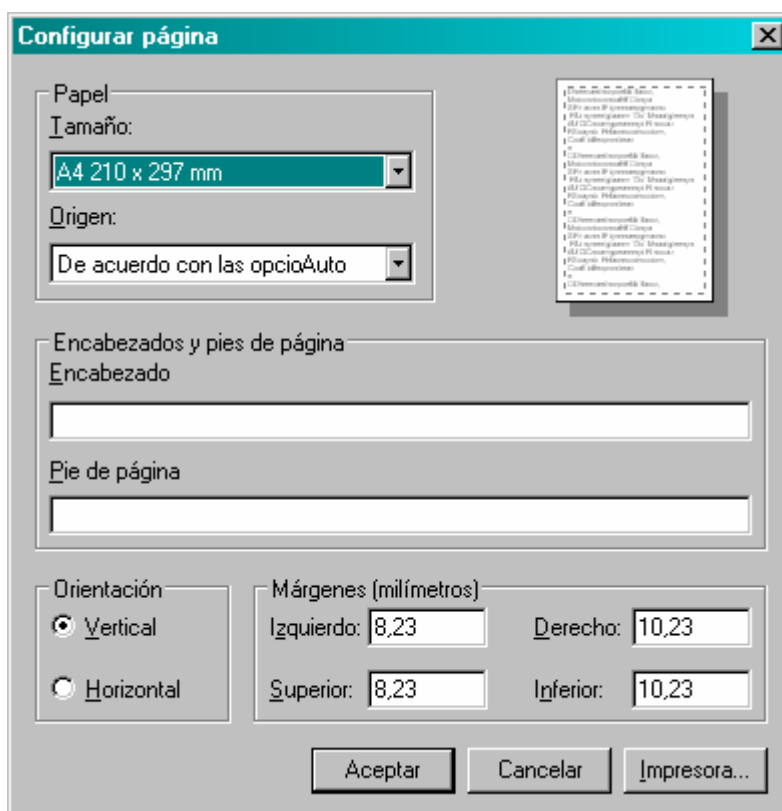 Configurar página
Papel
Tamaño:
A4 210 x 297 mm
Origen:
De acuerdo con las opcioAuto
Encabezados y pies de página
Encabezado
Pie de página
Orientación
Vertical
Horizontal
Márgenes (milímetros)
Izquierdo: 8,23 Derecho: 10,23
Superior: 8,23 Inferior: 10,23
Aceptar Cancelar Impresora...